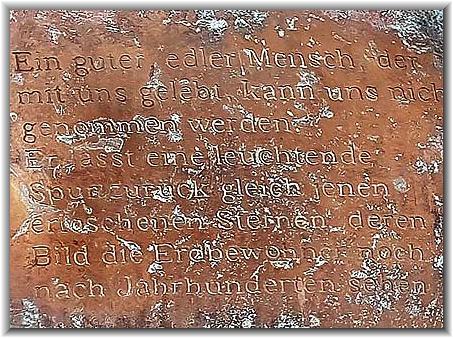 Ein guter, edler Mensch, der
mit uns gelebt, kann uns nich
genommen werden.
Er lässt eine leuchtende
Spur zurück gleich jenen
erloschenen Sternen, deren
Bild die Erdbewohner noch
nach Jahrhunderten sehen.